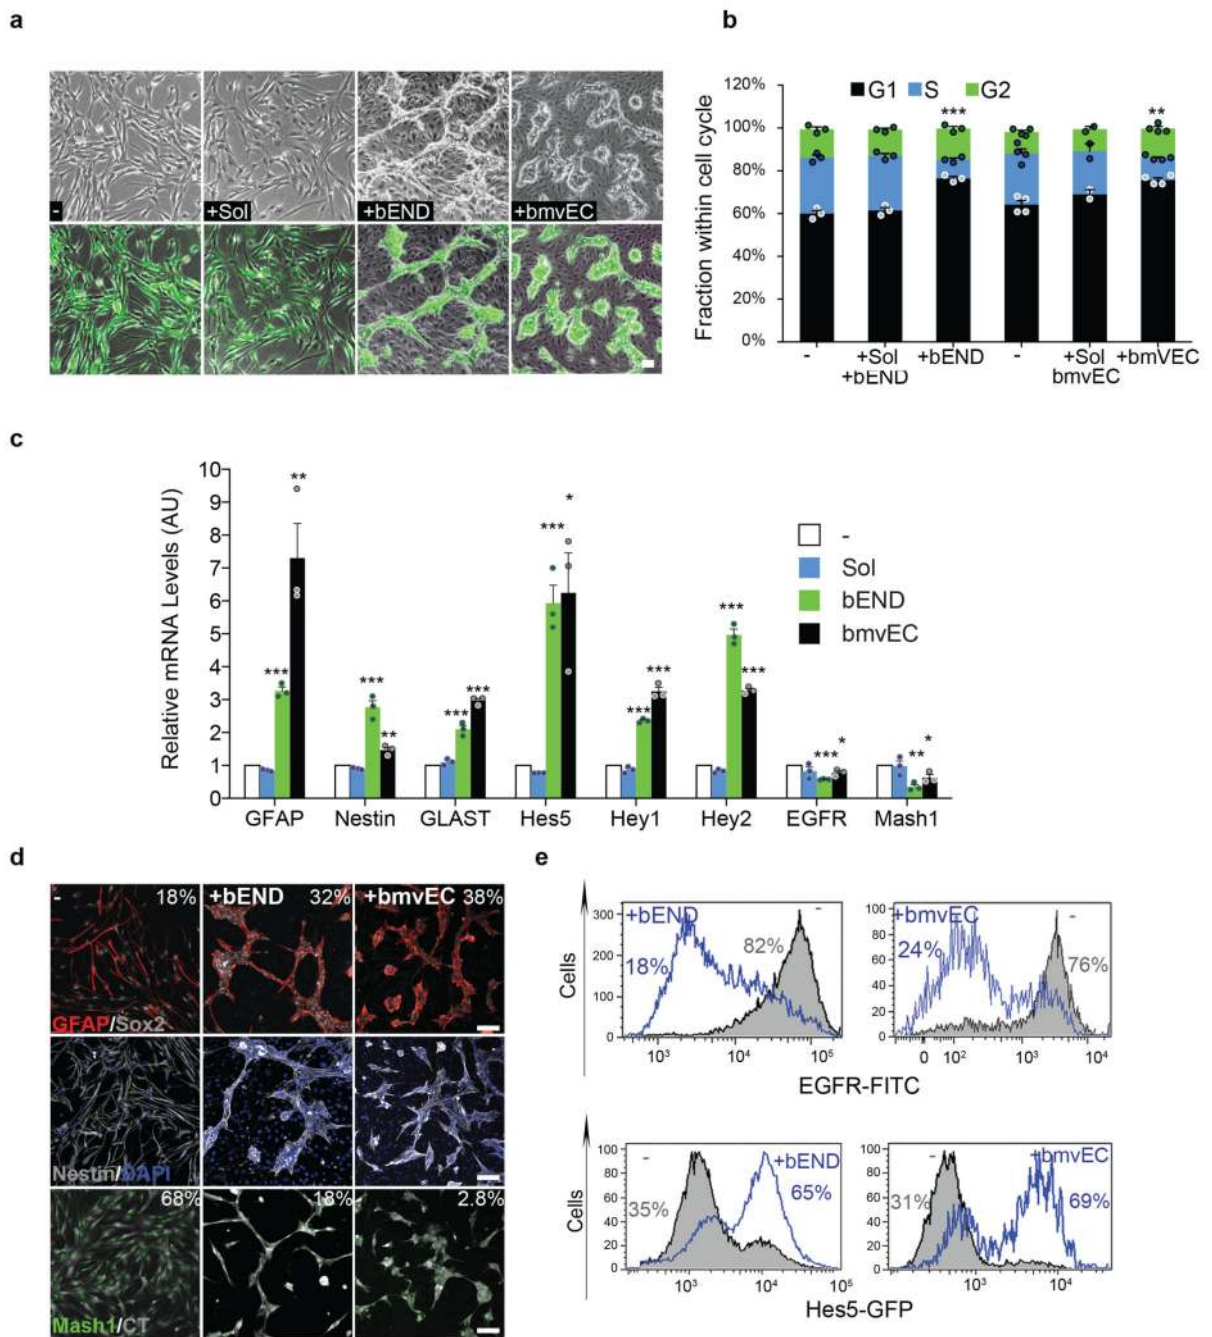 a
-
+Sol
+bEND
+bmvEC
b
G1 S G2
120%
100%
80%
60%
40%
20%
0%
Fraction within cell cycle
*** **
- +Sol +bEND - +Sol +bmVEC
+bEND bmvEC
c
Relative mRNA Levels (AU)
10
9
8
7
6
5
4
3
2
1
0
** *** *** ** *** *** *** * *** *** *** *** *** * ** *
-
Sol
bEND
bmvEC
GFAP Nestin GLAST Hes5 Hey1 Hey2 EGFR Mash1
d
- 18% +bEND 32% +bmvEC 38%
GFAP/Sox2
Nestin/DAPI
68% 18% 2.8%
Mash1/CT
e
Cells
300
200
100
0
+bEND
18%
82%
-
10³ 10⁴ 10⁵
100
80
60
40
20
0
+bmvEC
24%
-
76%
0 10² 10³ 10⁴
EGFR-FITC
Cells
100
80
60
40
20
0
-
35%
+bEND
65%
10³ 10⁴ 10⁵
100
80
60
40
20
0
-
31%
+bmvEC
69%
10³ 10⁴
Hes5-GFP